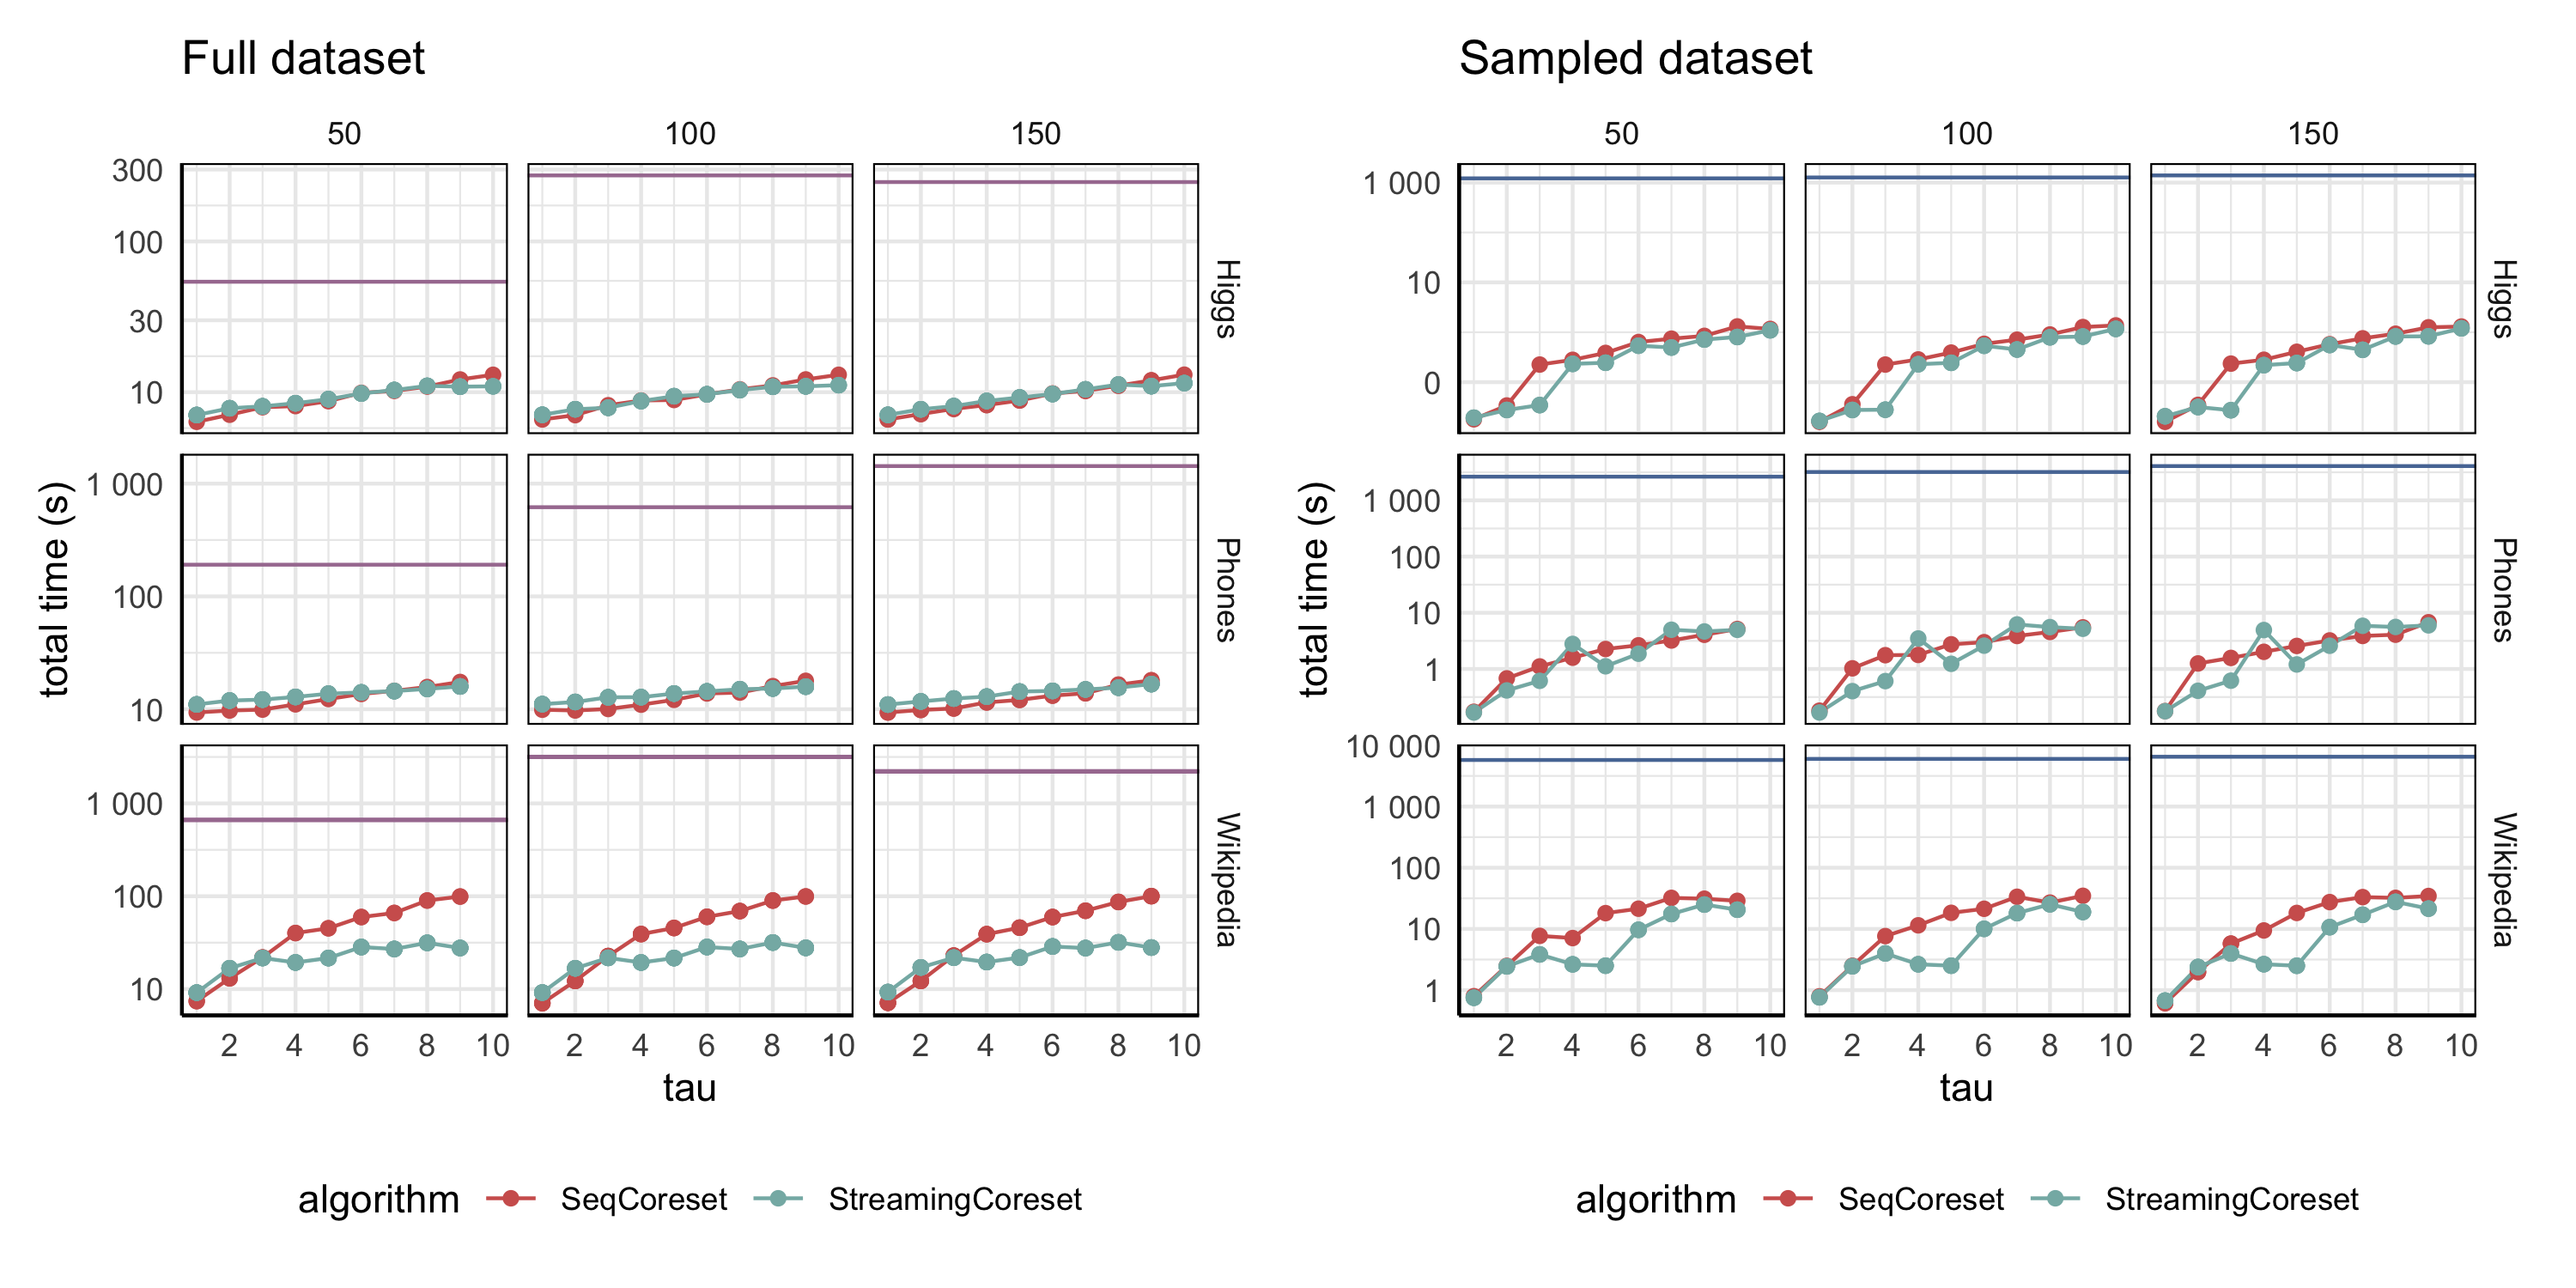 Full dataset
50 100 150
300
100
30
10
Higgs
1 000
100
10
Phones
1 000
100
10
Wikipedia
total time (s)
2 4 6 8 10 2 4 6 8 10 2 4 6 8 10
tau
algorithm SeqCoreset StreamingCoreset
Sampled dataset
50 100 150
1 000
10
0
Higgs
1 000
100
10
1
Phones
10 000
1 000
100
10
1
Wikipedia
total time (s)
2 4 6 8 10 2 4 6 8 10 2 4 6 8 10
tau
algorithm SeqCoreset StreamingCoreset